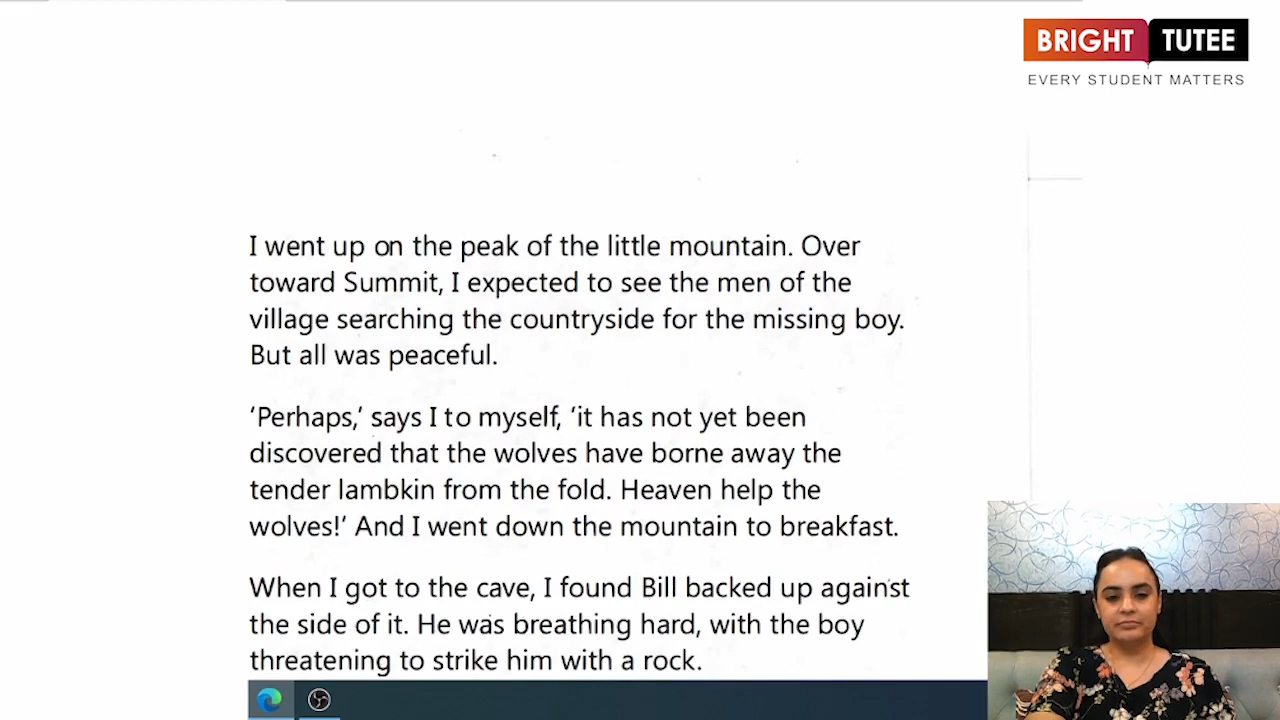 BRIGHT TUTEE
EVERY STUDENT MATTERS
I went up on the peak of the little mountain. Over
toward Summit, I expected to see the men of the
village searching the countryside for the missing boy.
But all was peaceful.
‘Perhaps,’ says I to myself, ‘it has not yet been
discovered that the wolves have borne away the
tender lambkin from the fold. Heaven help the
wolves!’ And I went down the mountain to breakfast.
When I got to the cave, I found Bill backed up against
the side of it. He was breathing hard, with the boy
threatening to strike him with a rock.